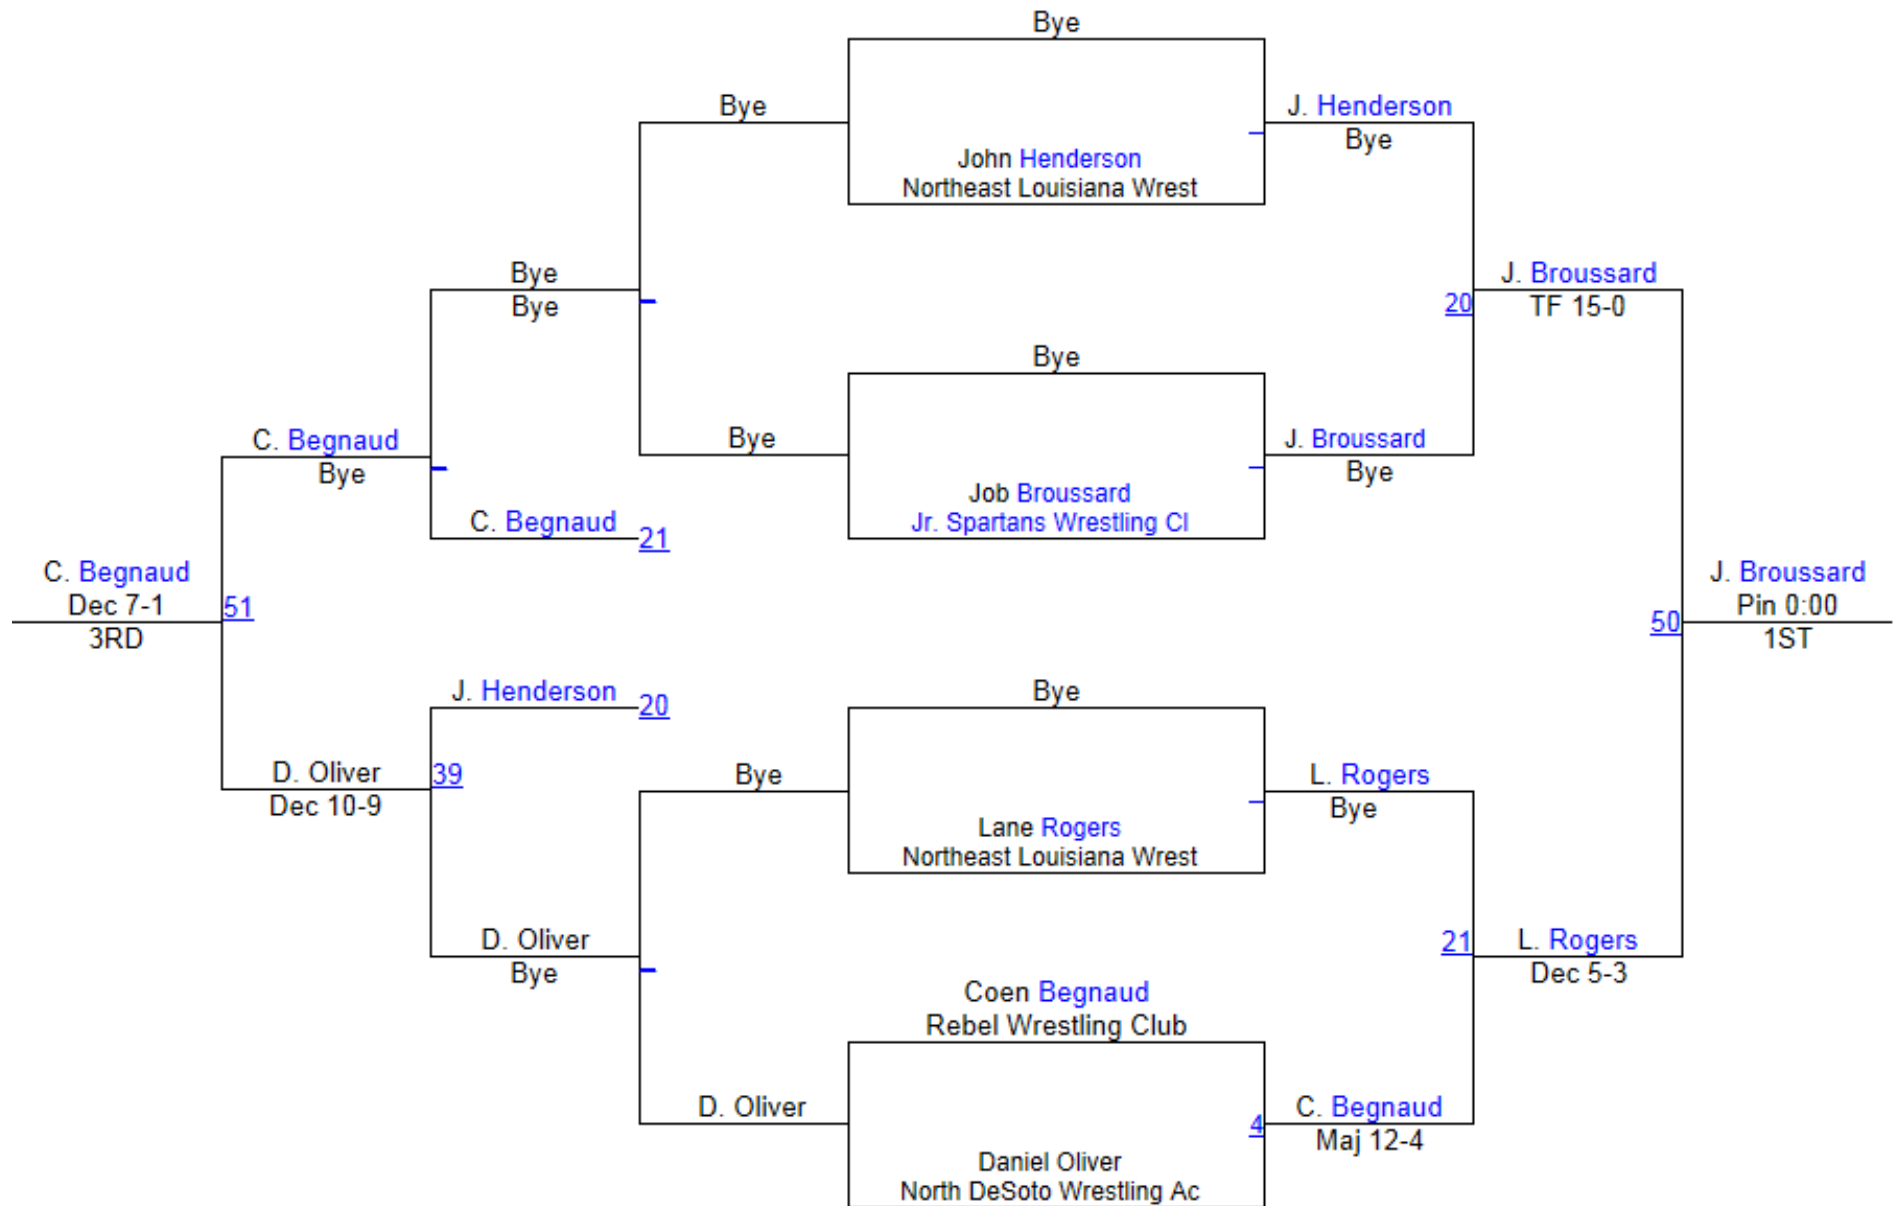 Bye
Bye
J. Henderson
Bye
John Henderson
Northeast Louisiana Wrest
Bye
Bye
J. Broussard
TF 15-0
20
Bye
C. Begnaud
Bye
Bye
J. Broussard
Bye
Job Broussard
Jr. Spartans Wrestling Cl
C. Begnaud
21
C. Begnaud
Dec 7-1
3RD
51
J. Broussard
Pin 0:00
1ST
50
J. Henderson
20
Bye
D. Oliver
Dec 10-9
39
Bye
L. Rogers
Bye
Lane Rogers
Northeast Louisiana Wrest
D. Oliver
Bye
21
L. Rogers
Dec 5-3
Coen Begnaud
Rebel Wrestling Club
D. Oliver
4
C. Begnaud
Maj 12-4
Daniel Oliver
North DeSoto Wrestling Ac